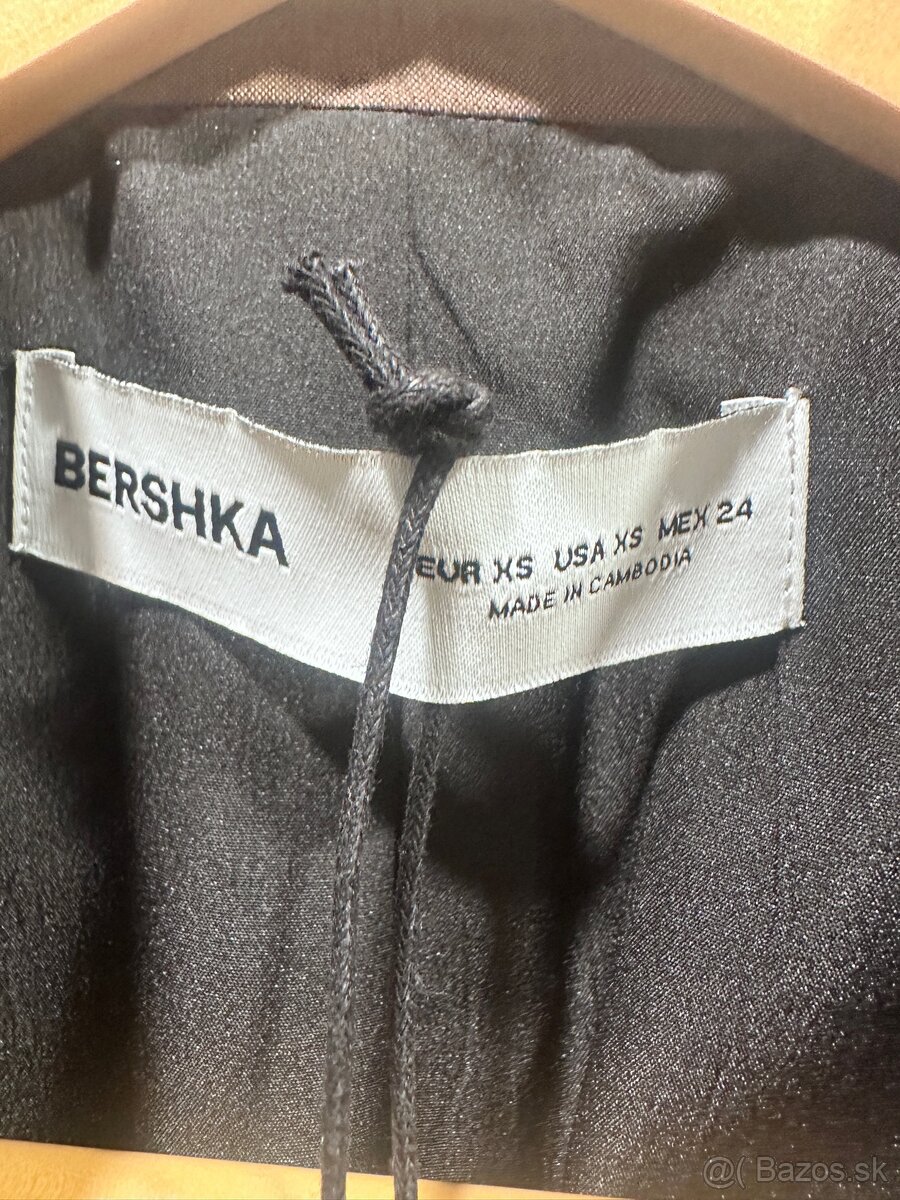 BERSHKA
EUR XS USA XS MEX 24
MADE IN CAMBODIA
@( Bazos.sk